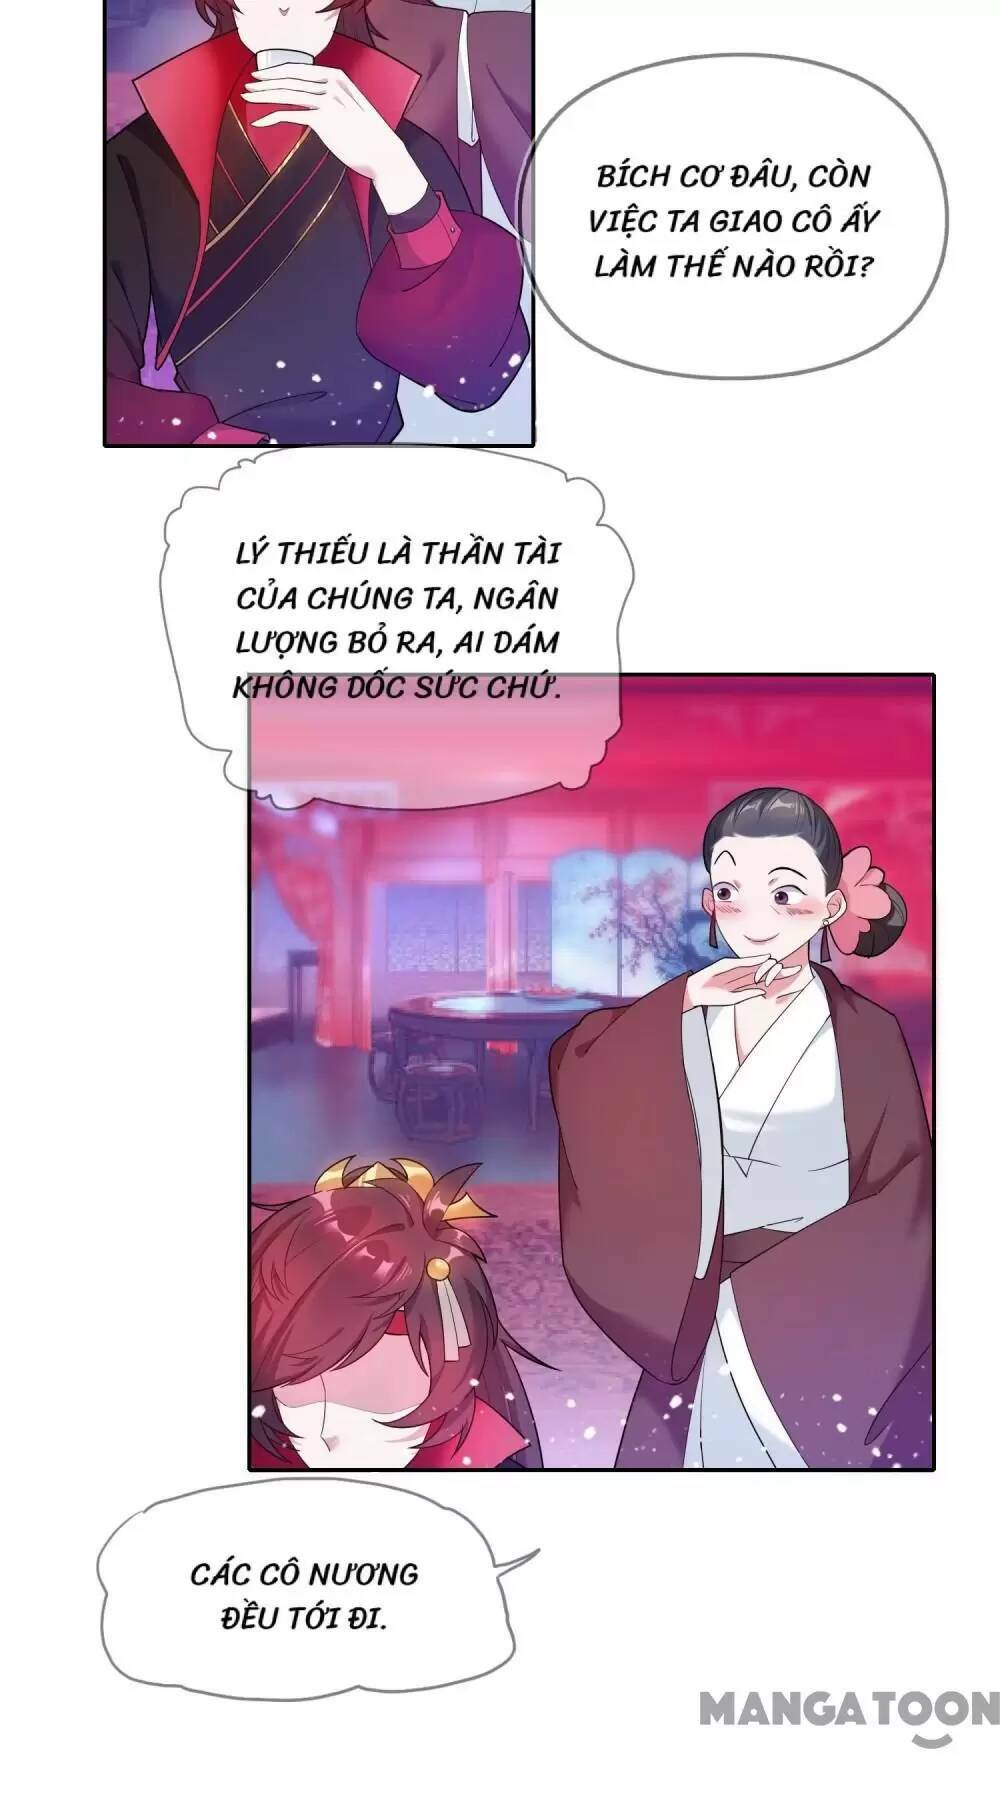 BÍCH CƠ ĐÂU, CÒN
VIỆC TA GIAO CÔ ẤY
LÀM THẾ NÀO RỒI?
LÝ THIẾU LÀ THẦN TÀI
CỦA CHÚNG TA, NGÂN
LƯỢNG BỎ RA, AI DÁM
KHÔNG DỐC SỨC CHỨ.
CÁC CÔ NƯƠNG
ĐỀU TỚI ĐI.
MANGATOON